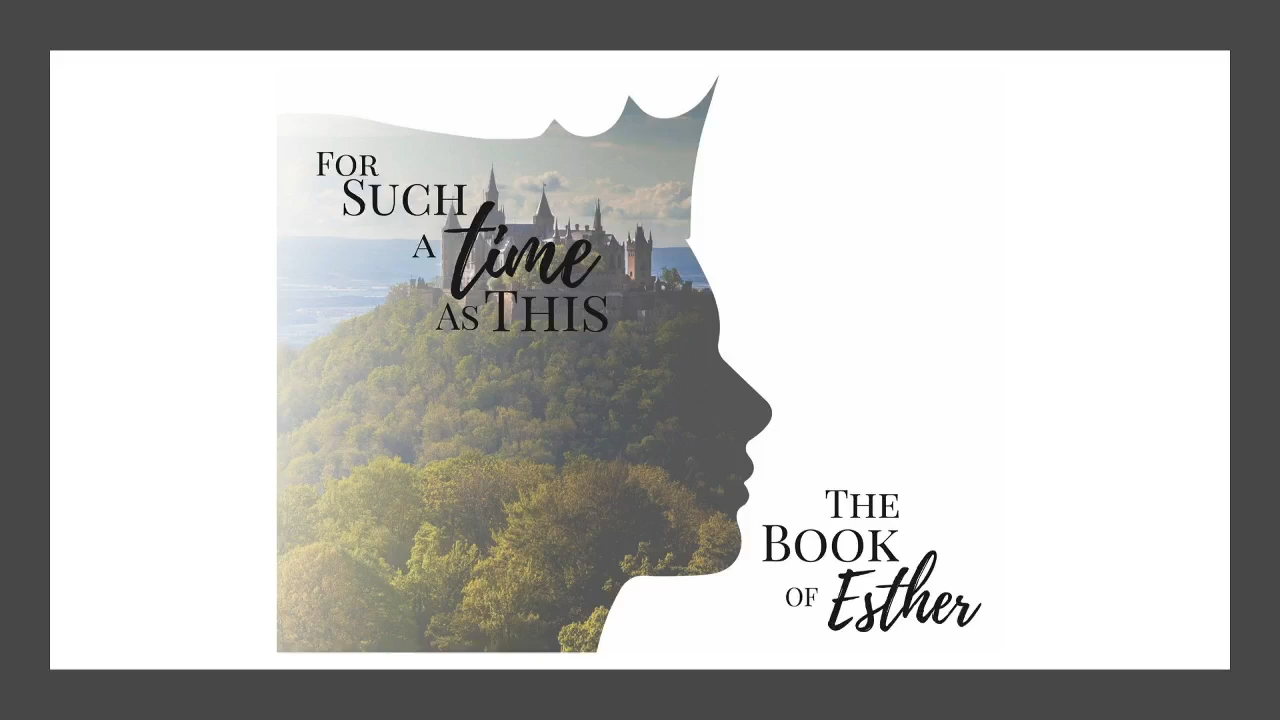 For
Such
a time
as This
The
Book
of Esther